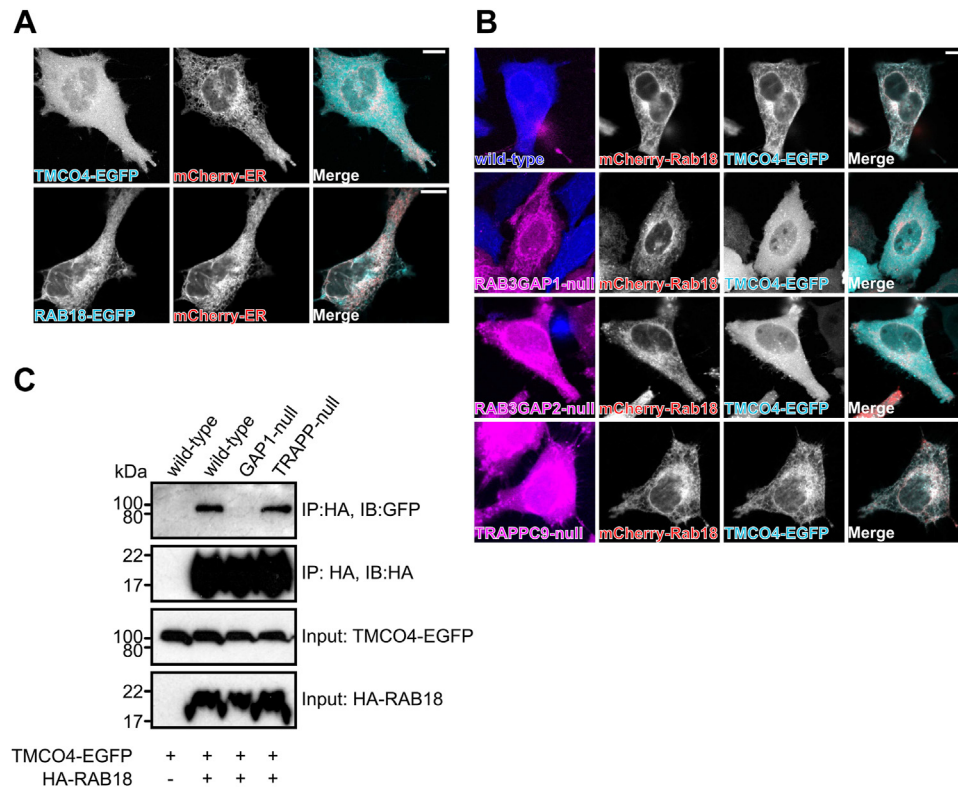 A
TMCO4-EGFP
mCherry-ER
Merge
RAB18-EGFP
mCherry-ER
Merge
B
wild-type
mCherry-Rab18
TMCO4-EGFP
Merge
RAB3GAP1-null
mCherry-Rab18
TMCO4-EGFP
Merge
RAB3GAP2-null
mCherry-Rab18
TMCO4-EGFP
Merge
TRAPPC9-null
mCherry-Rab18
TMCO4-EGFP
Merge
C
wild-type
wild-type
GAP1-null
TRAPP-null
kDa
100
80
IP:HA, IB:GFP
22
17
IP: HA, IB:HA
100
80
Input: TMCO4-EGFP
22
17
Input: HA-RAB18
TMCO4-EGFP + + + +
HA-RAB18 - + + +